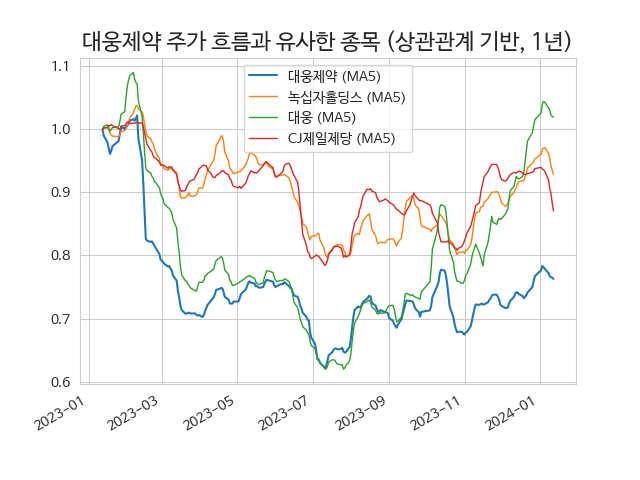 대웅제약 주가 흐름과 유사한 종목 (상관관계 기반, 1년)
1.1
1.0
0.9
0.8
0.7
0.6
대웅제약 (MA5)
녹십자홀딩스 (MA5)
대웅 (MA5)
CJ제일제당 (MA5)
2023-01
2023-03
2023-05
2023-07
2023-09
2023-11
2024-01